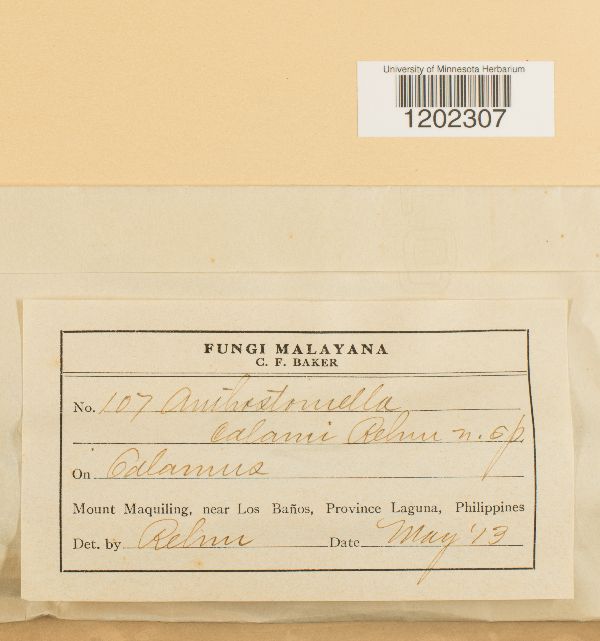 University of Minnesota Herbarium
1202307
FUNGI MALAYANA
C. F. BAKER
No. 107 Anthostomella
Calami Rehm n. sp.
On Calamus
Mount Maquiling, near Los Baños, Province Laguna, Philippines
Det. by Rehm Date May '13